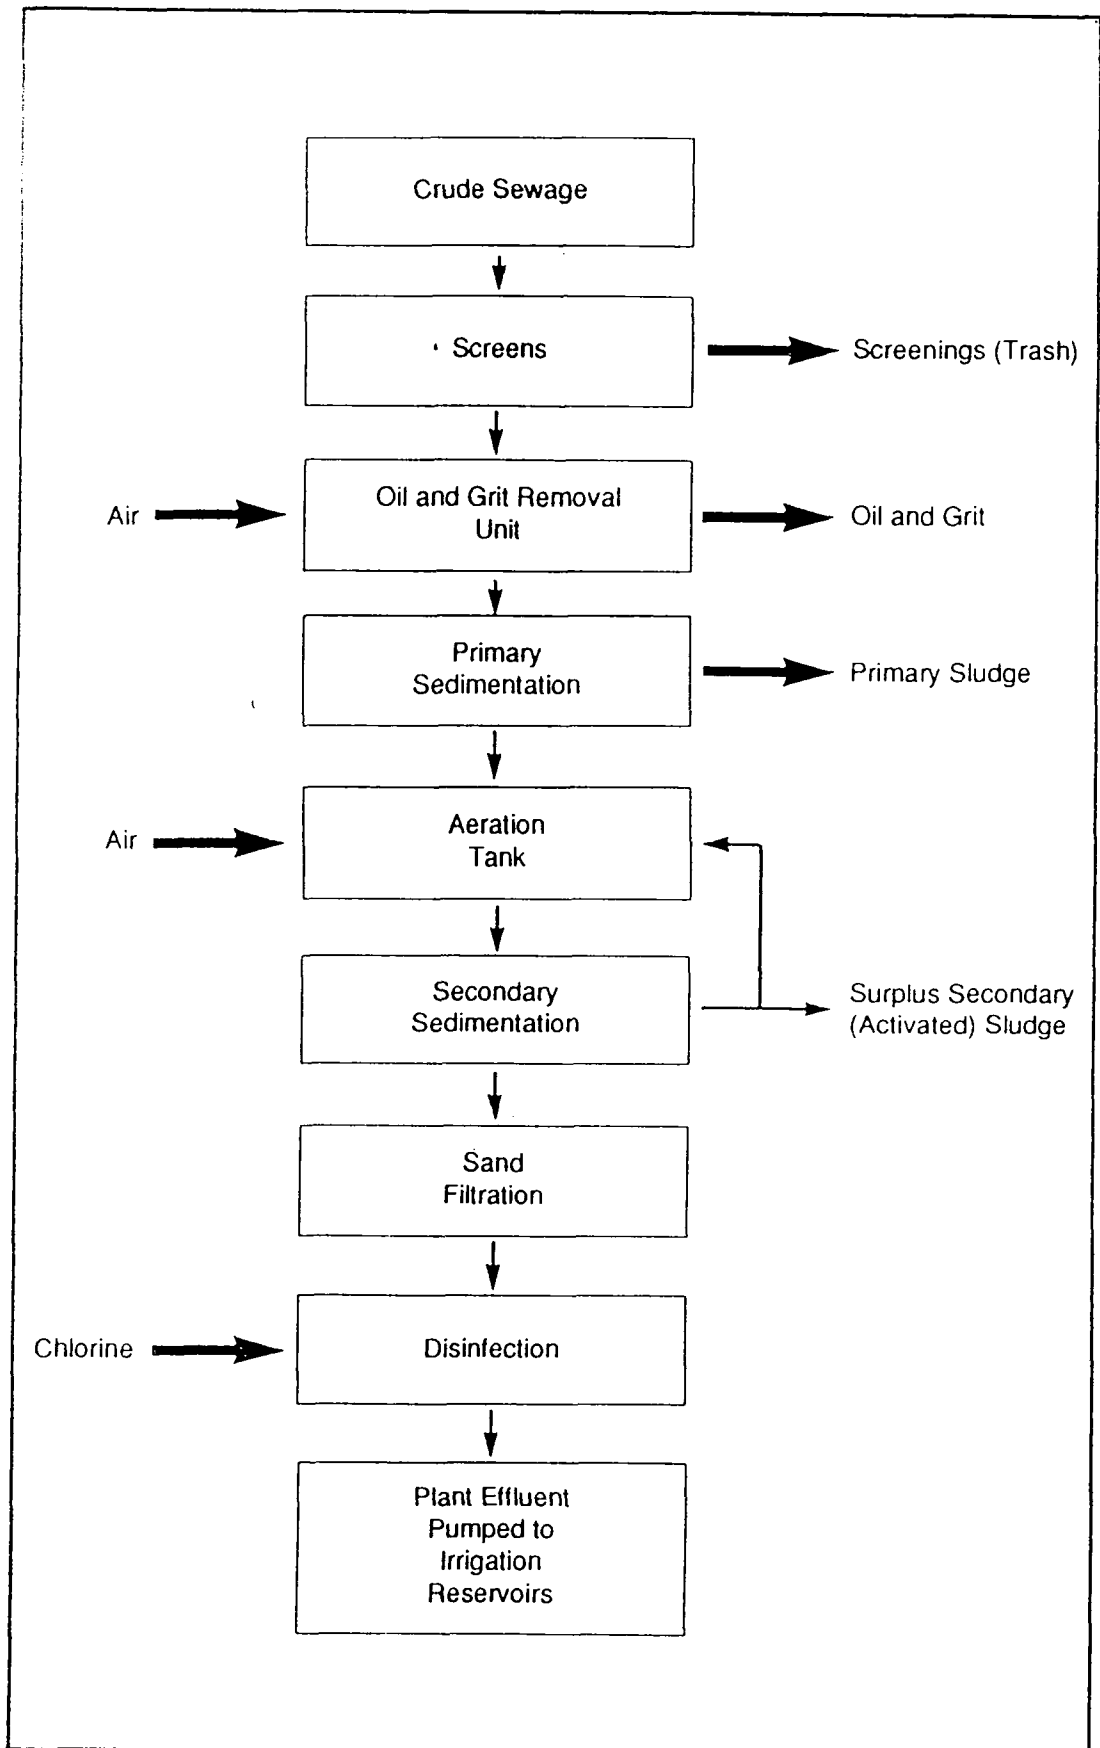 Crude Sewage
Screens
Screenings (Trash)
Air
Oil and Grit Removal
Unit
Oil and Grit
Primary
Sedimentation
Primary Sludge
Air
Aeration
Tank
Secondary
Sedimentation
Surplus Secondary
(Activated) Sludge
Sand
Filtration
Chlorine
Disinfection
Plant Effluent
Pumped to
Irrigation
Reservoirs